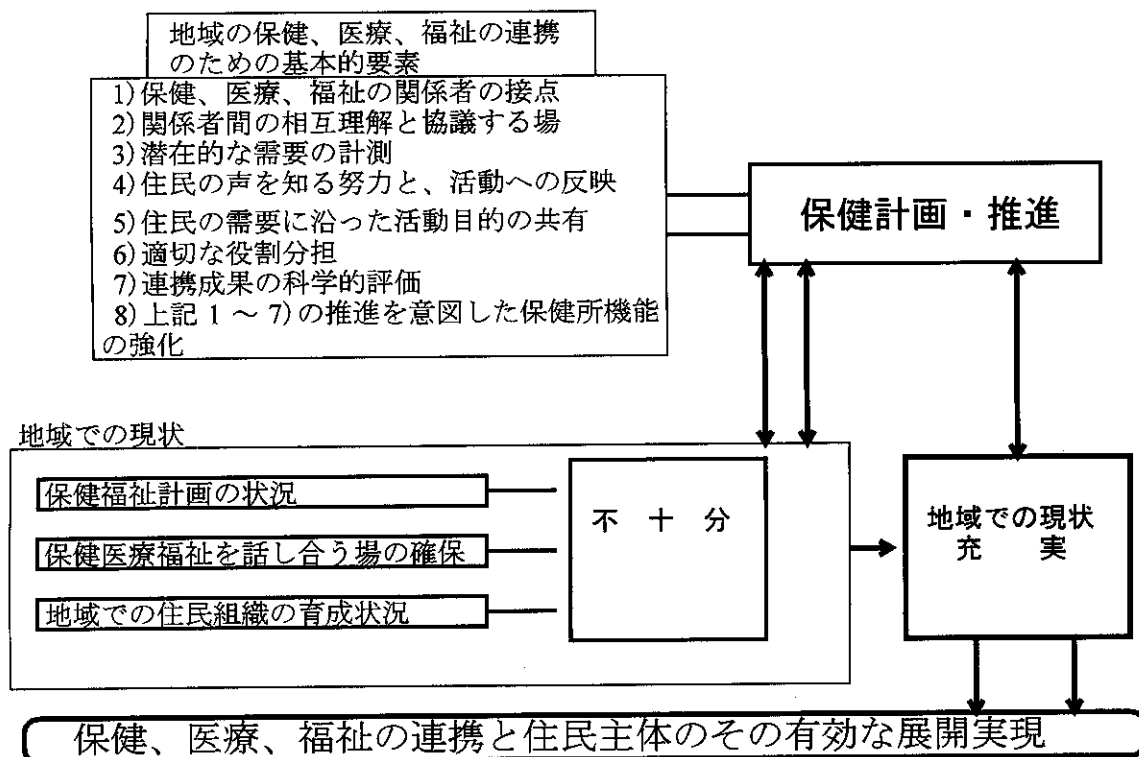 地域の保健、医療、福祉の連携
のための基本的要素
1)保健、医療、福祉の関係者の接点
2)関係者間の相互理解と協議する場
3)潜在的な需要の計測
4)住民の声を知る努力と、活動への反映
5)住民の需要に沿った活動目的の共有
6)適切な役割分担
7)連携成果の科学的評価
8)上記 1 ～ 7)の推進を意図した保健所機能
の強化
保健計画・推進
地域での現状
保健福祉計画の状況
保健医療福祉を話し合う場の確保
地域での住民組織の育成状況
不 十 分
地域での現状
充 実
保健、医療、福祉の連携と住民主体のその有効な展開実現